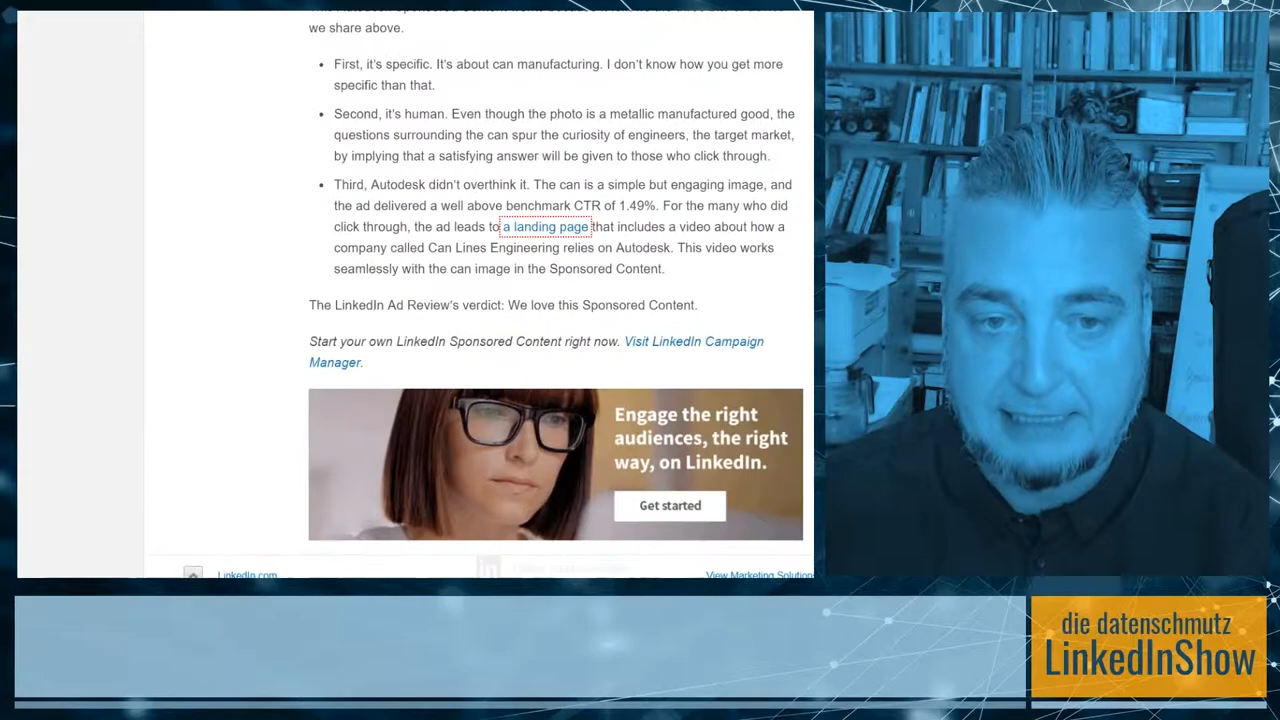 we share above.
First, it's specific. It's about can manufacturing. I don't know how you get more
specific than that.
Second, it's human. Even though the photo is a metallic manufactured good, the
questions surrounding the can spur the curiosity of engineers, the target market,
by implying that a satisfying answer will be given to those who click through.
Third, Autodesk didn't overthink it. The can is a simple but engaging image, and
the ad delivered a well above benchmark CTR of 1.49%. For the many who did
click through, the ad leads to a landing page that includes a video about how a
company called Can Lines Engineering relies on Autodesk. This video works
seamlessly with the can image in the Sponsored Content.
The LinkedIn Ad Review's verdict: We love this Sponsored Content.
Start your own LinkedIn Sponsored Content right now. Visit LinkedIn Campaign
Manager.
Engage the right
audiences, the right
way, on LinkedIn.
Get started
in
LinkedIn.com
View Marketing Solution
die datenschmutz
LinkedInShow